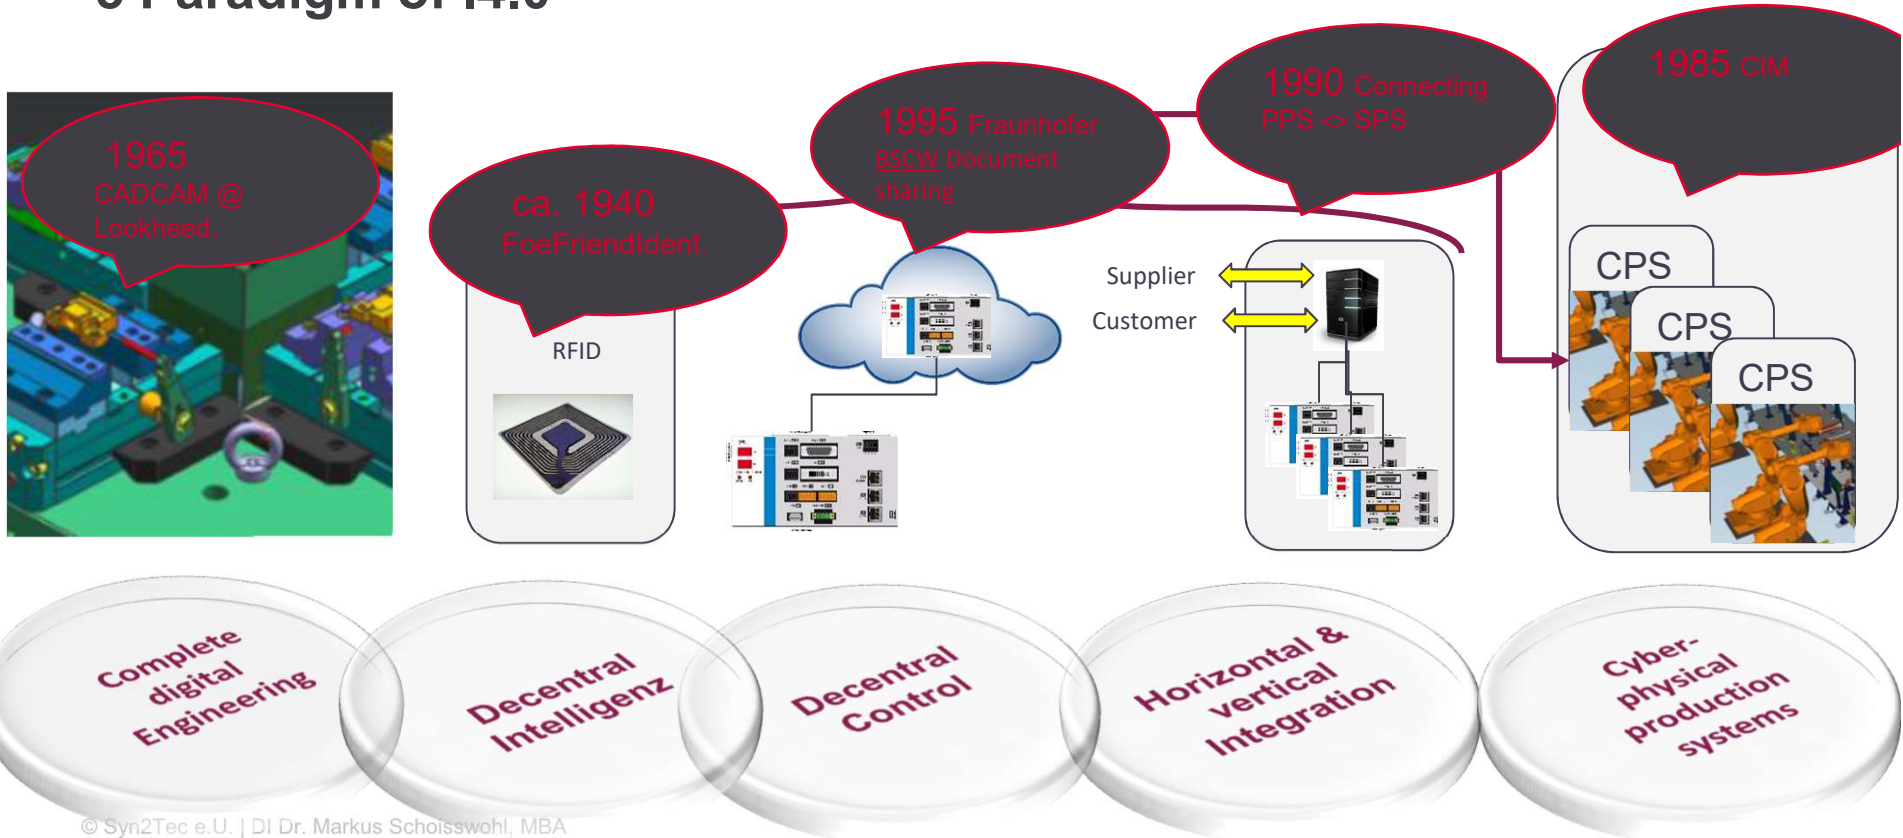 Paradigm of I4.0
1965
CADCAM @
Lookheed.
ca. 1940
FoeFriendIdent.
RFID
1995 Fraunhofer
BSCW Document
sharing
1990 Connecting
PPS <> SPS
1985 CIM
Supplier
Customer
CPS
CPS
CPS
Complete
digital
Engineering
Decentral
Intelligenz
Decentral
Control
Horizontal &
vertical
Integration
Cyber-
physical
production
systems
© Syn2Tec e.U. | DI Dr. Markus Schoisswohl, MBA